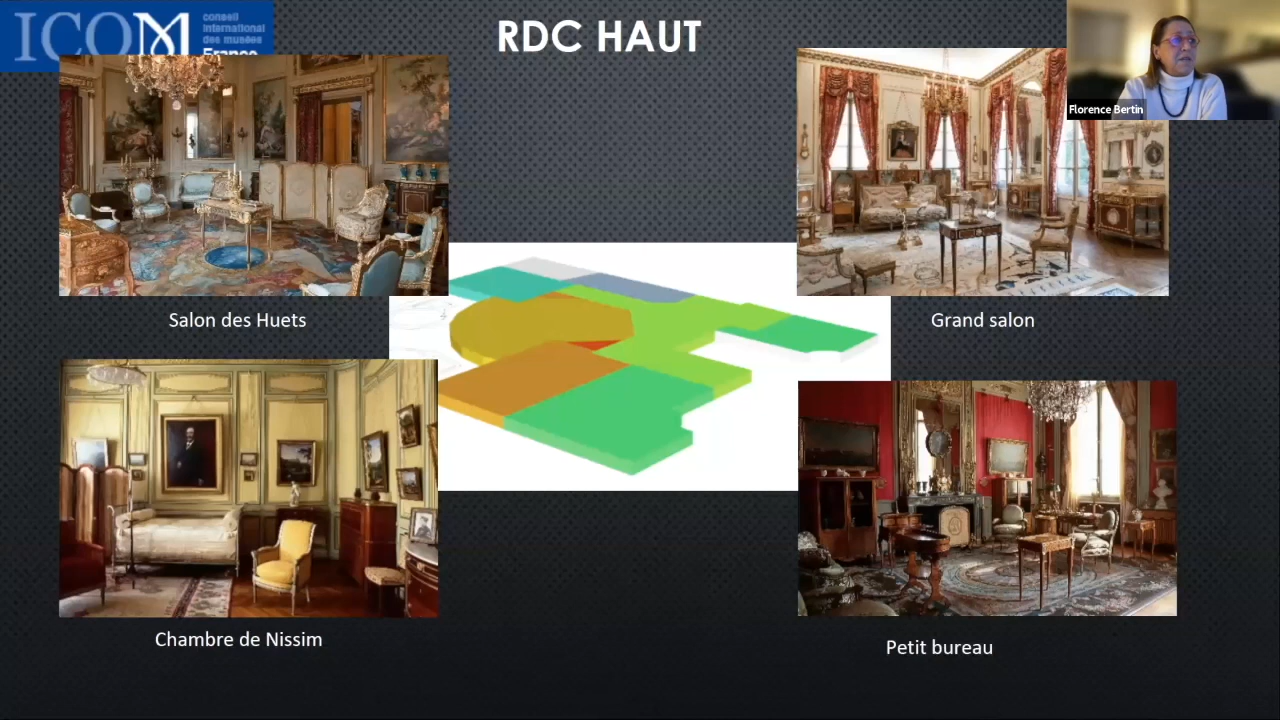 ICOM
conseil
international
des musées
France
RDC HAUT
Florence Bertin
Salon des Huets
Grand salon
Chambre de Nissim
Petit bureau